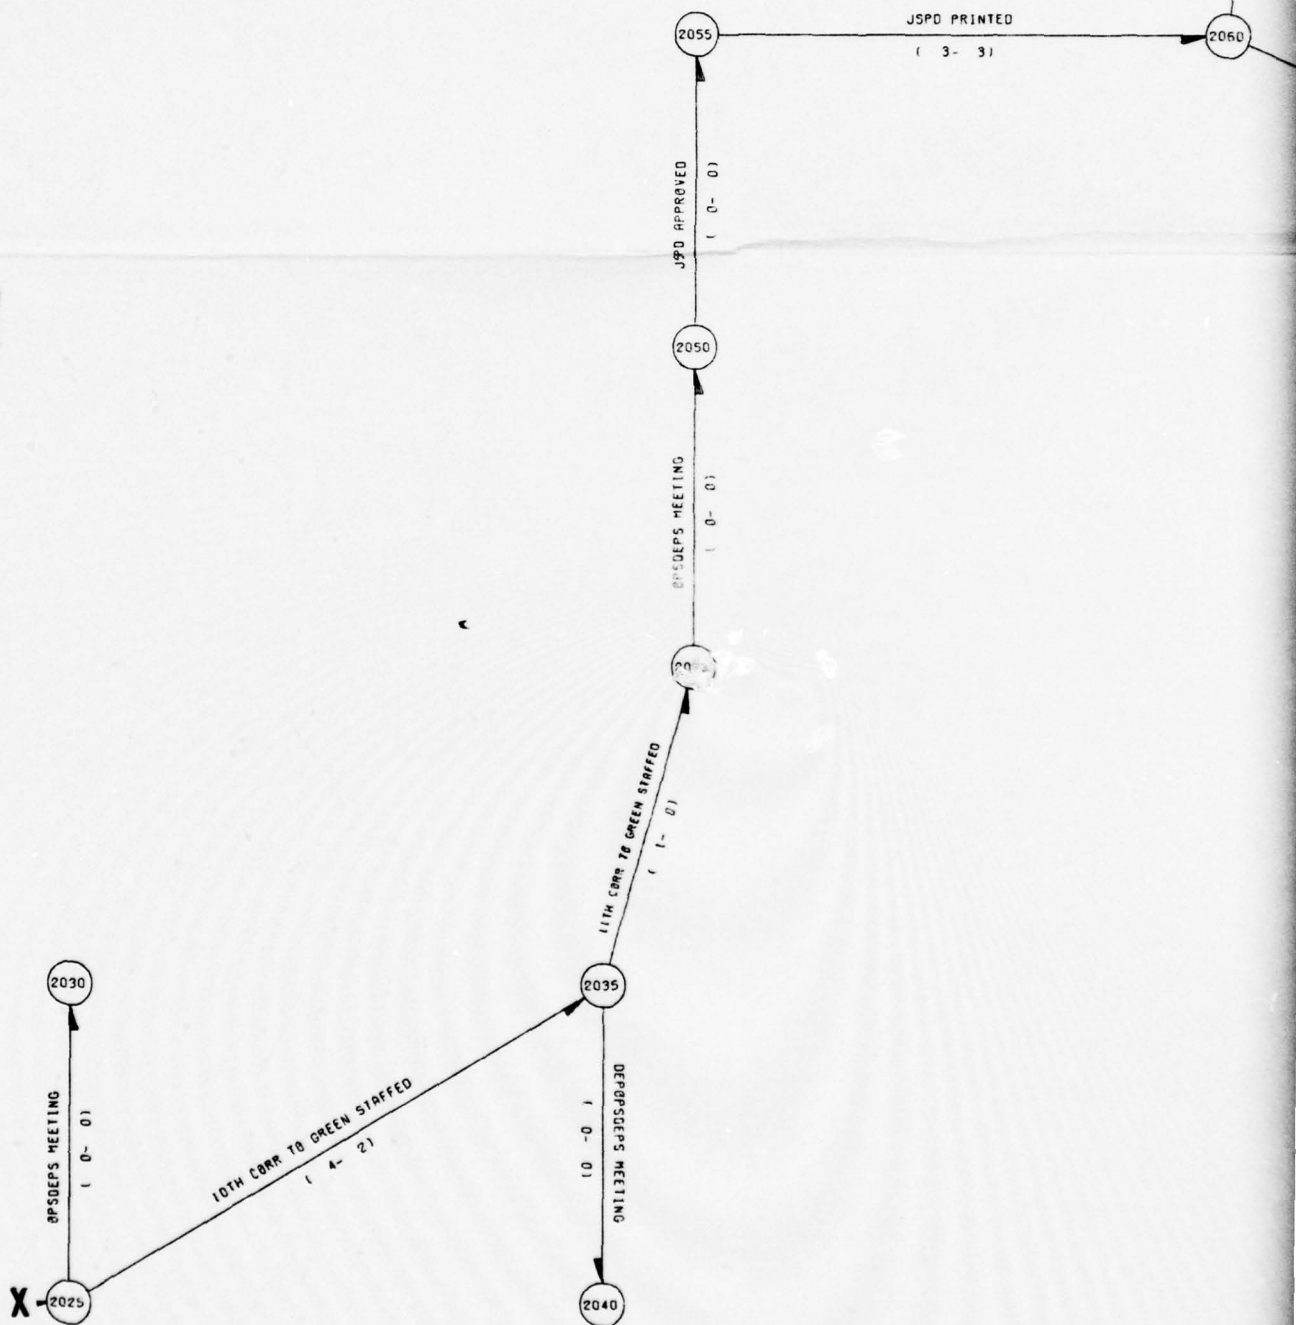 JSPD PRINTED
2055
2060
( 3- 3)
JSPD APPROVED
( 0- 0)
2050
OPSDEPS MEETING
( 0- 0)
11TH CORR TO GREEN STAFFED
( 1- 0)
2030
2035
OPSDEPS MEETING
( 0- 0)
10TH CORR TO GREEN STAFFED
( 4- 2)
DEPOPSDEPS MEETING
( 0- 0)
X
2025
2040